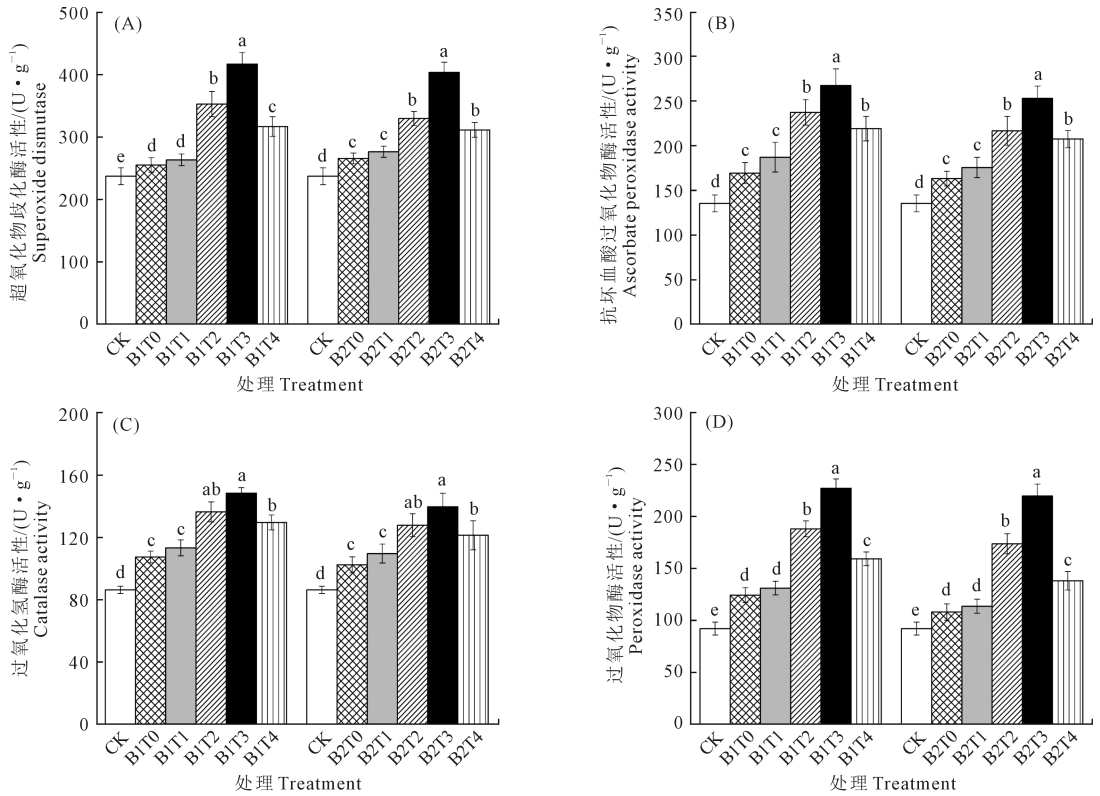 (A)
超氧化物歧化酶活性/(U·g⁻¹)
Superoxide dismutase
500
400
300
200
100
0
e
d
d
b
a
c
d
c
c
b
a
b
CK
B1T0
B1T1
B1T2
B1T3
B1T4
CK
B2T0
B2T1
B2T2
B2T3
B2T4
处理 Treatment
(B)
抗坏血酸过氧化物酶活性/(U·g⁻¹)
Ascorbate peroxidase activity
350
300
250
200
150
100
50
0
d
c
c
b
a
b
d
c
c
b
a
b
CK
B1T0
B1T1
B1T2
B1T3
B1T4
CK
B2T0
B2T1
B2T2
B2T3
B2T4
处理 Treatment
(C)
过氧化氢酶活性/(U·g⁻¹)
Catalase activity
200
160
120
80
40
0
d
c
c
ab
a
b
d
c
c
ab
a
b
CK
B1T0
B1T1
B1T2
B1T3
B1T4
CK
B2T0
B2T1
B2T2
B2T3
B2T4
处理 Treatment
(D)
过氧化物酶活性/(U·g⁻¹)
Peroxidase activity
300
250
200
150
100
50
0
e
d
d
b
a
c
e
d
d
b
a
c
CK
B1T0
B1T1
B1T2
B1T3
B1T4
CK
B2T0
B2T1
B2T2
B2T3
B2T4
处理 Treatment